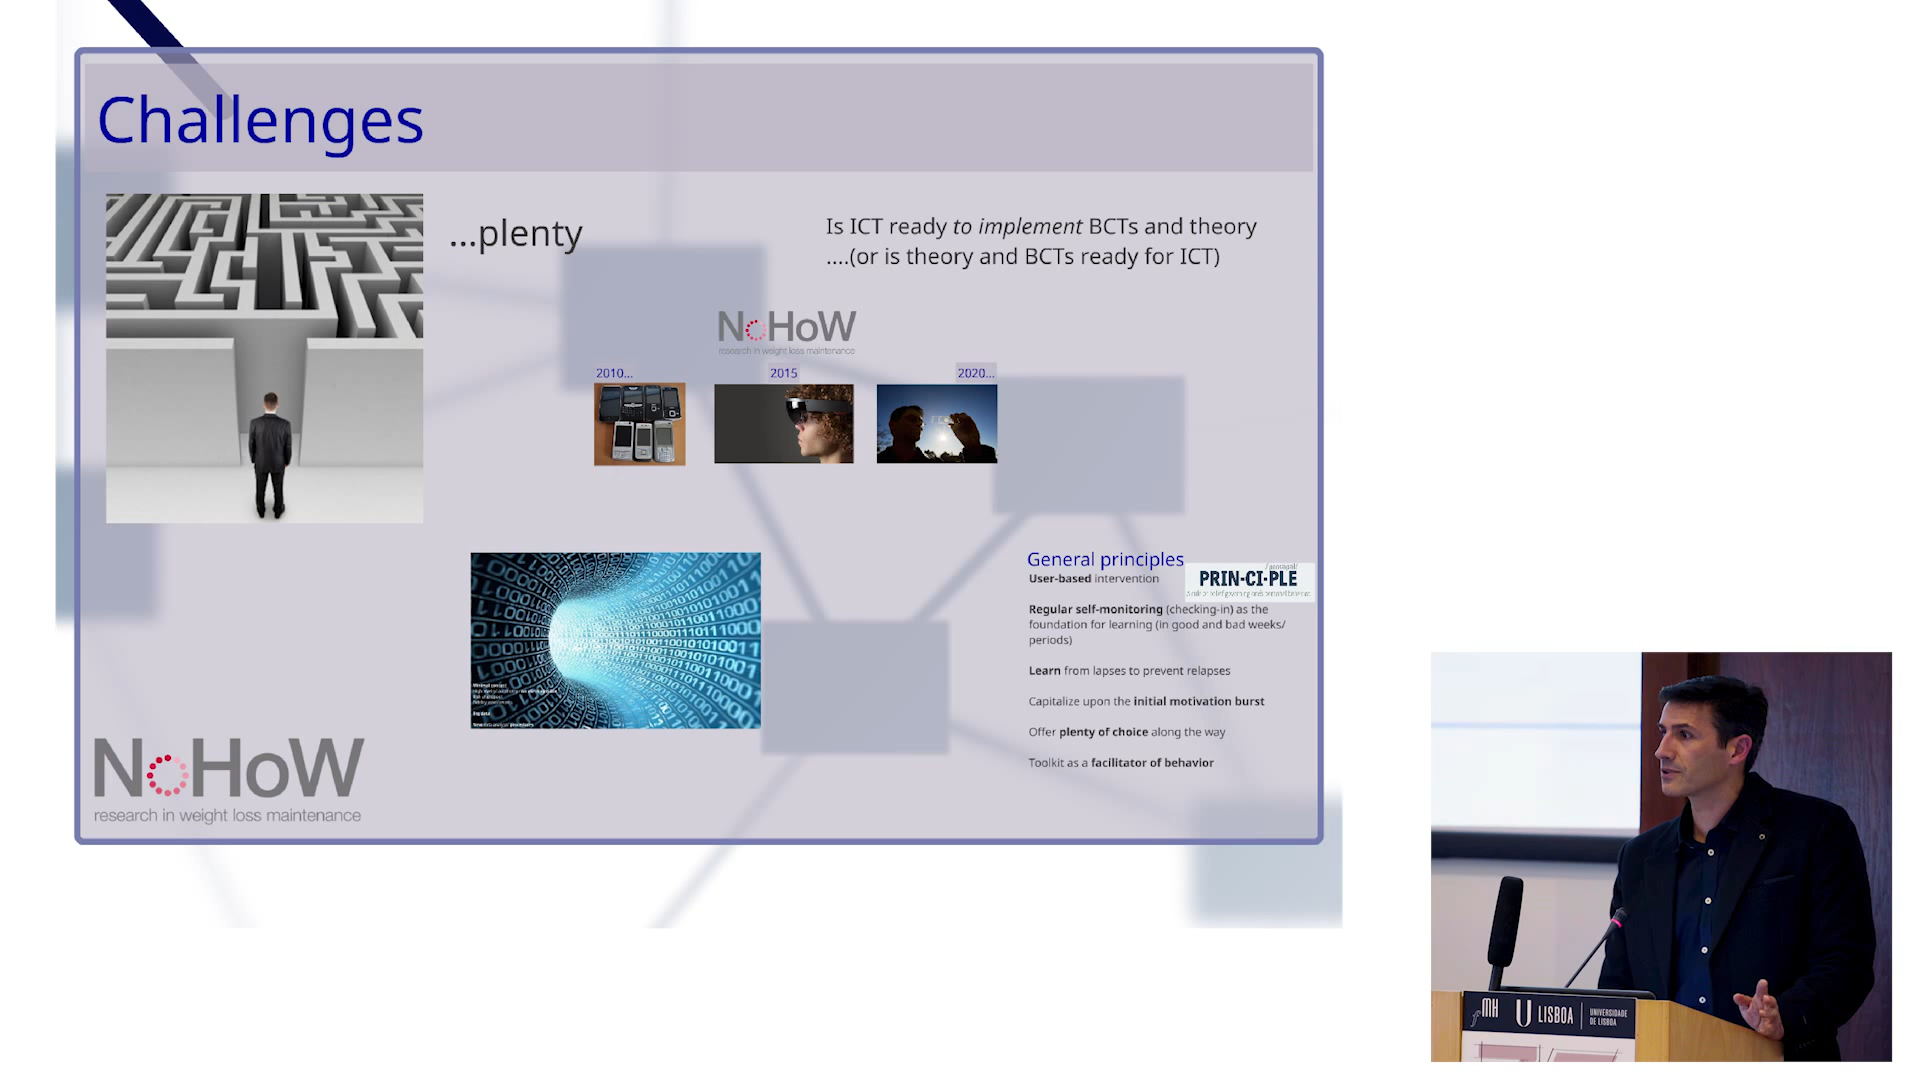 Challenges
...plenty
Is ICT ready to implement BCTs and theory
....(or is theory and BCTs ready for ICT)
NoHoW
research in weight loss maintenance
2010...
2015
2020...
General principles
PRIN·CI·PLE
User-based intervention
Regular self-monitoring (checking-in) as the
foundation for learning (in good and bad weeks/
periods)
Learn from lapses to prevent relapses
Capitalize upon the initial motivation burst
Offer plenty of choice along the way
Toolkit as a facilitator of behavior
NoHoW
research in weight loss maintenance
fMH U LISBOA UNIVERSIDADE
DE LISBOA